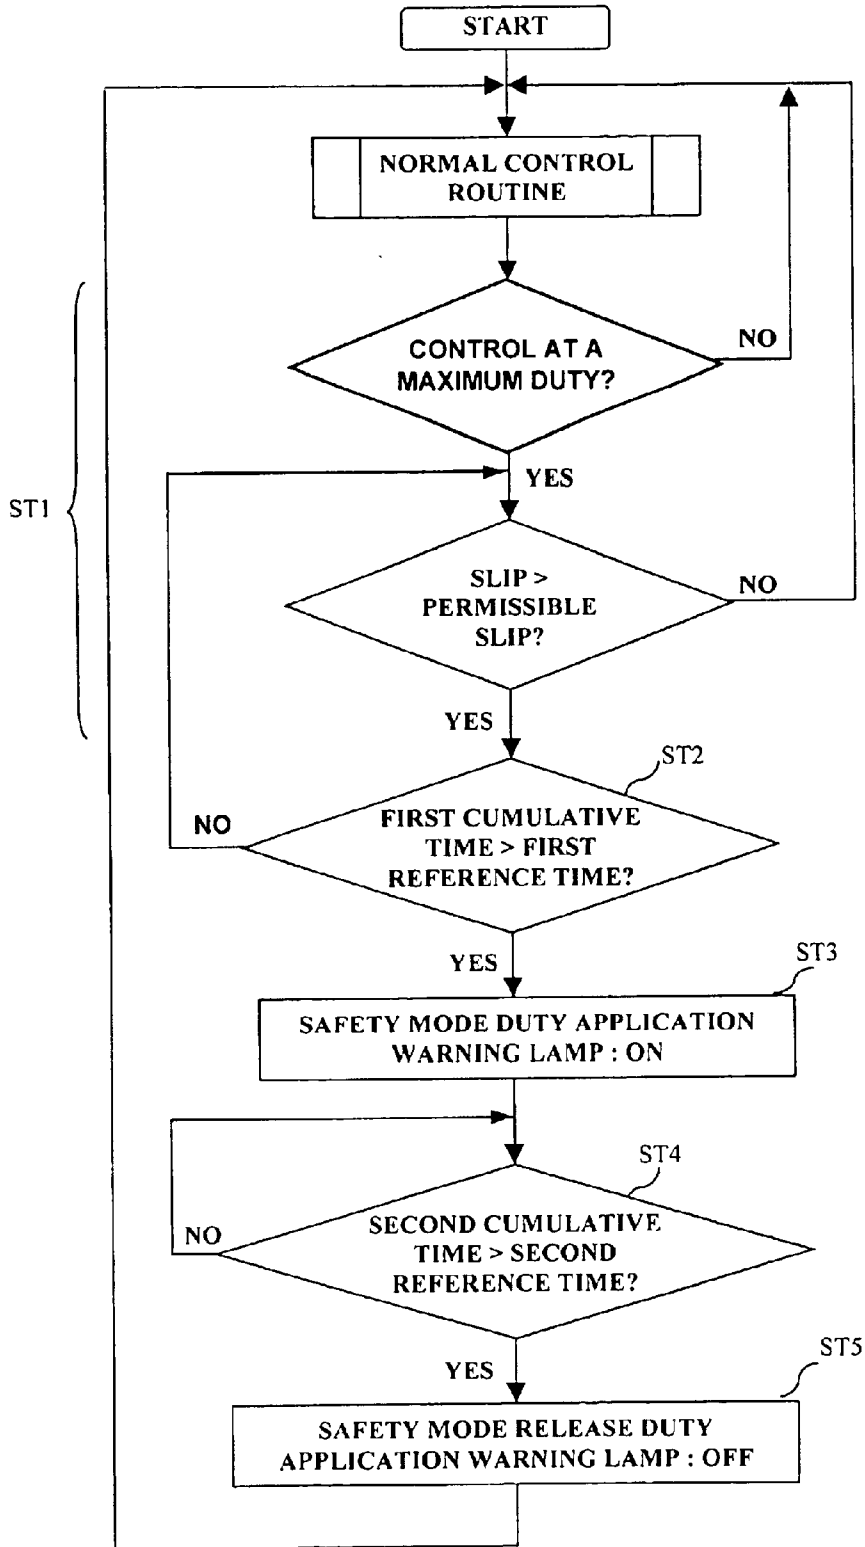 START
NORMAL CONTROL
ROUTINE
CONTROL AT A
MAXIMUM DUTY?
NO
YES
ST1
SLIP >
PERMISSIBLE
SLIP?
NO
YES
ST2
FIRST CUMULATIVE
TIME > FIRST
REFERENCE TIME?
NO
YES
ST3
SAFETY MODE DUTY APPLICATION
WARNING LAMP : ON
ST4
SECOND CUMULATIVE
TIME > SECOND
REFERENCE TIME?
NO
YES
ST5
SAFETY MODE RELEASE DUTY
APPLICATION WARNING LAMP : OFF